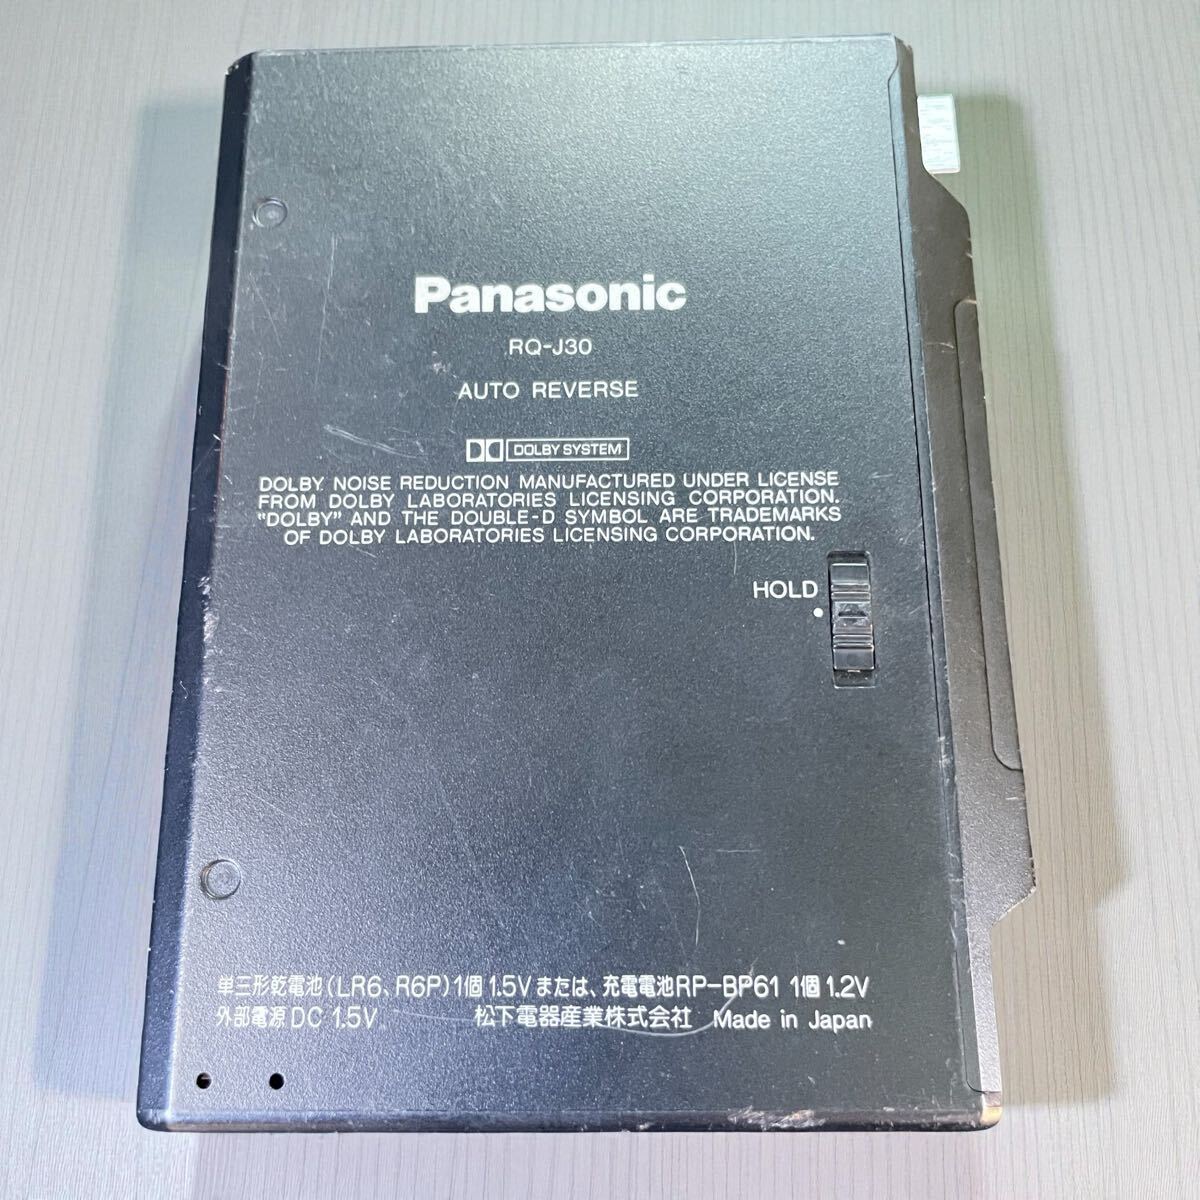 Panasonic
RQ-J30
AUTO REVERSE
DOLBY SYSTEM
DOLBY NOISE REDUCTION MANUFACTURED UNDER LICENSE
FROM DOLBY LABORATORIES LICENSING CORPORATION.
"DOLBY" AND THE DOUBLE-D SYMBOL ARE TRADEMARKS
OF DOLBY LABORATORIES LICENSING CORPORATION.
HOLD
単三形乾電池(LR6、R6P)1個 1.5V または、充電電池RP-BP61 1個 1.2V
外部電源 DC 1.5V 松下電器産業株式会社 Made in Japan